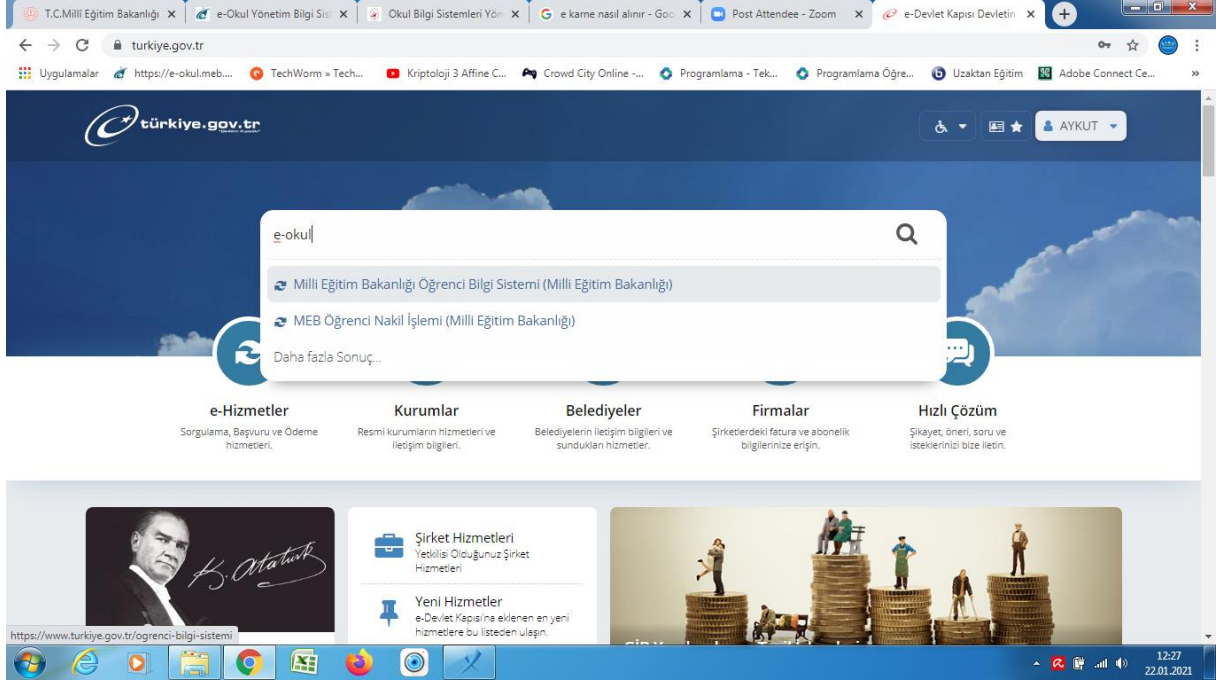 T.C.Millî Eğitim Bakanlığı
e-Okul Yönetim Bilgi Sis
Okul Bilgi Sistemleri Yön
e karne nasıl alınır - Goo
Post Attendee - Zoom
e-Devlet Kapısı Devletin
turkiye.gov.tr
Uygulamalar
https://e-okul.meb....
TechWorm » Tech...
Kriptoloji 3 Affine C...
Crowd City Online -...
Programlama - Tek...
Programlama Öğre...
Uzaktan Eğitim
Adobe Connect Ce...
»
türkiye.gov.tr
AYKUT
e-okul
Milli Eğitim Bakanlığı Öğrenci Bilgi Sistemi (Milli Eğitim Bakanlığı)
MEB Öğrenci Nakil İşlemi (Milli Eğitim Bakanlığı)
Daha fazla Sonuç...
e-Hizmetler
Sorgulama, Başvuru ve Ödeme
hizmetleri.
Kurumlar
Resmi kurumların hizmetleri ve
iletişim bilgileri.
Belediyeler
Belediyelerin iletişim bilgileri ve
sundukları hizmetler.
Firmalar
Şirketlerdeki fatura ve abonelik
bilgilerinize erişin.
Hızlı Çözüm
Şikayet, öneri, soru ve
isteklerinizi bize iletin.
K. Atatürk
Şirket Hizmetleri
Yetkilisi Olduğunuz Şirket
Hizmetleri
Yeni Hizmetler
e-Devlet Kapısı'na eklenen en yeni
hizmetlere bu listeden ulaşın.
https://www.turkiye.gov.tr/ogrenci-bilgi-sistemi
12:27
22.01.2021